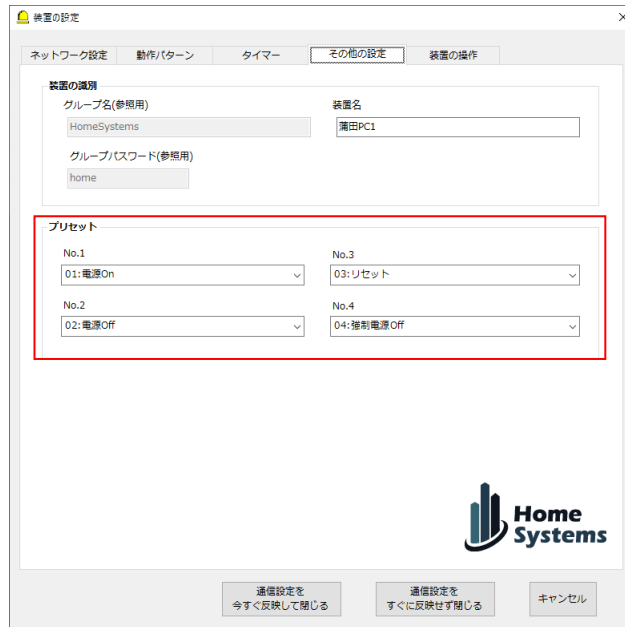 装置の設定
ネットワーク設定
動作パターン
タイマー
その他の設定
装置の操作
装置の識別
グループ名(参照用)
HomeSystems
装置名
蒲田PC1
グループパスワード(参照用)
home
プリセット
No.1
01:電源On
No.3
03:リセット
No.2
02:電源Off
No.4
04:強制電源Off
Home
Systems
通信設定を
今すぐ反映して閉じる
通信設定を
すぐに反映せず閉じる
キャンセル